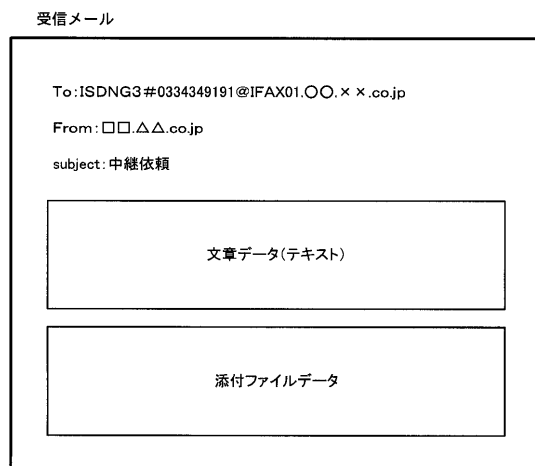 受信メール
To:ISDNG3#0334349191@IFAX01.〇〇.××.co.jp
From:□□.△△.co.jp
subject:中継依頼
文章データ(テキスト)
添付ファイルデータ